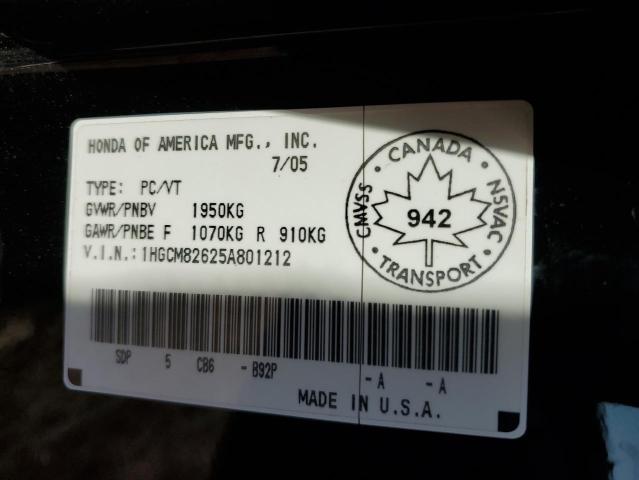 HONDA OF AMERICA MFG., INC.
7/05
TYPE: PC/VT
GVWR/PNBV 1950KG
GAWR/PNBE F 1070KG R 910KG
V.I.N.:1HGCM82625A801212
CANADA
CMVSS 942 NSVAC
TRANSPORT
SDP 5 CB6 - B92P -A -A
MADE IN U.S.A.